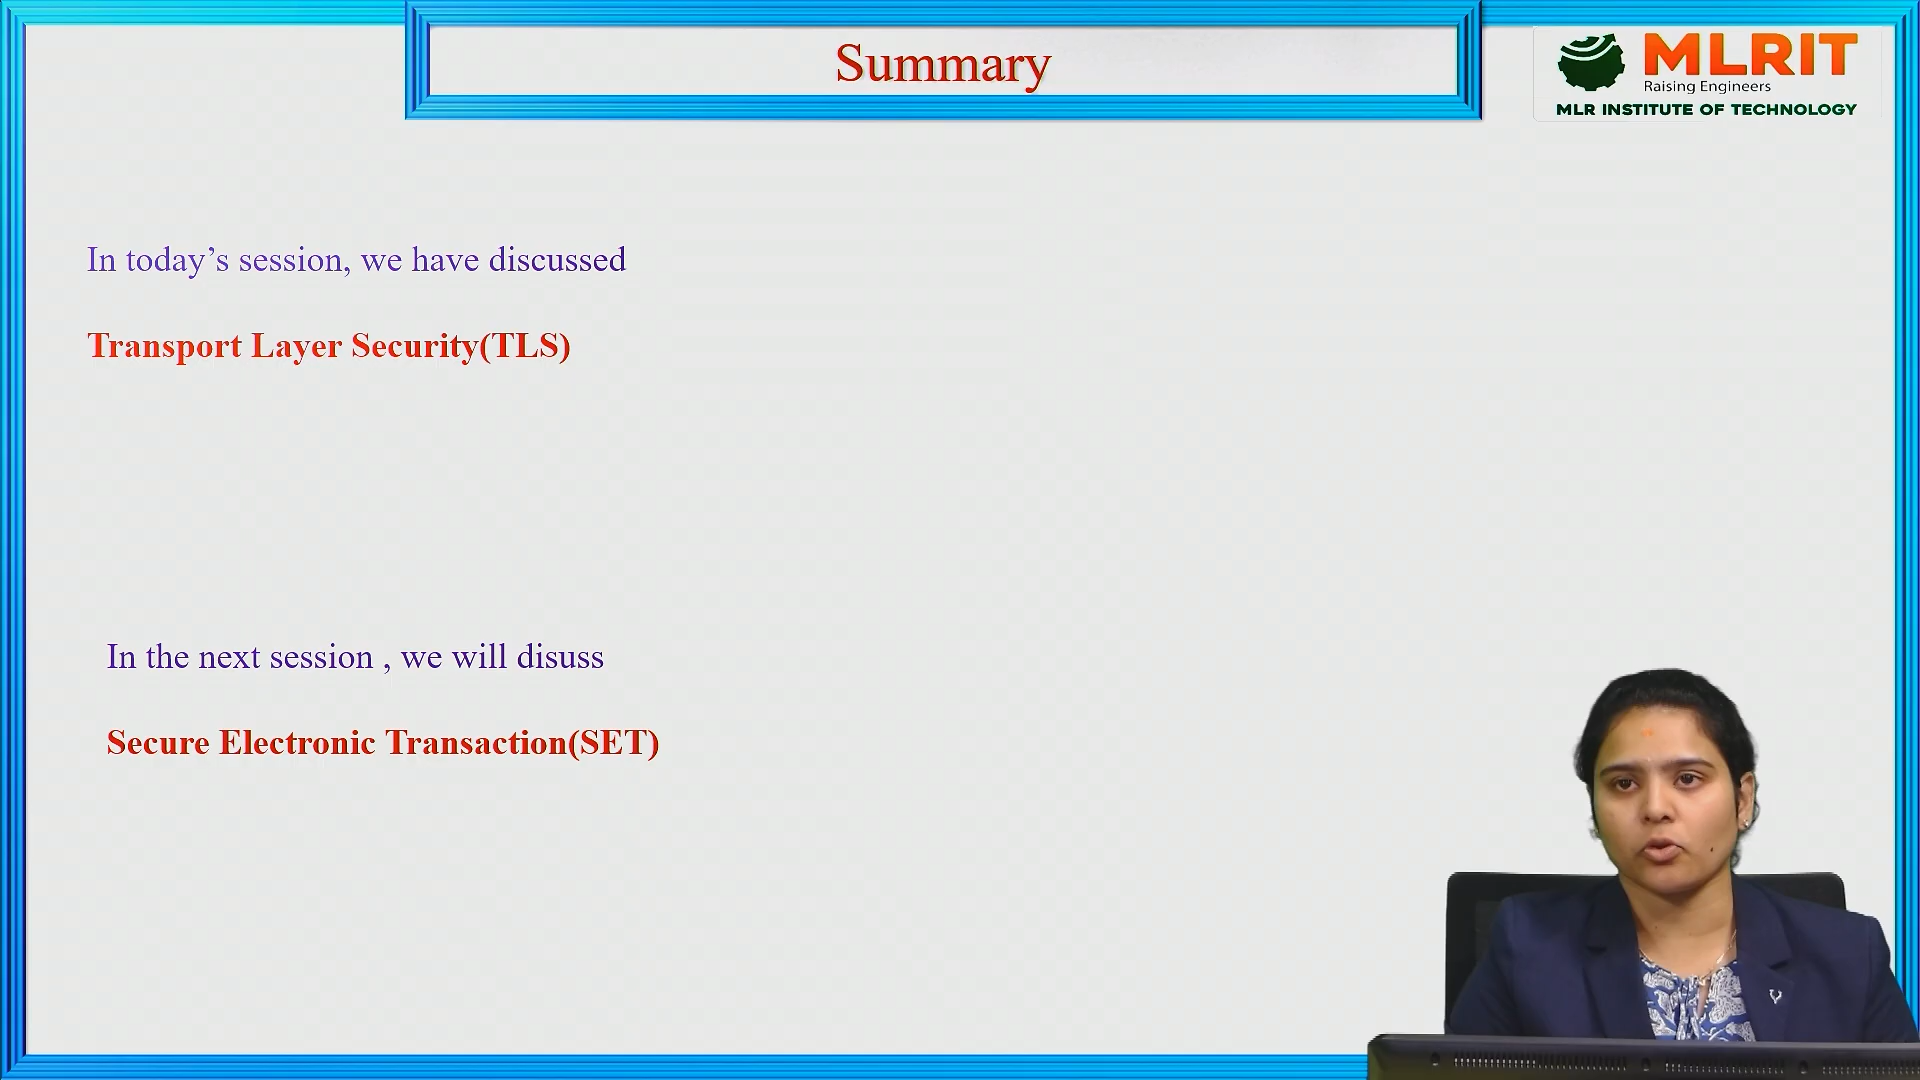 Summary
MLRIT
Raising Engineers
MLR INSTITUTE OF TECHNOLOGY
In today’s session, we have discussed
Transport Layer Security(TLS)
In the next session , we will disuss
Secure Electronic Transaction(SET)